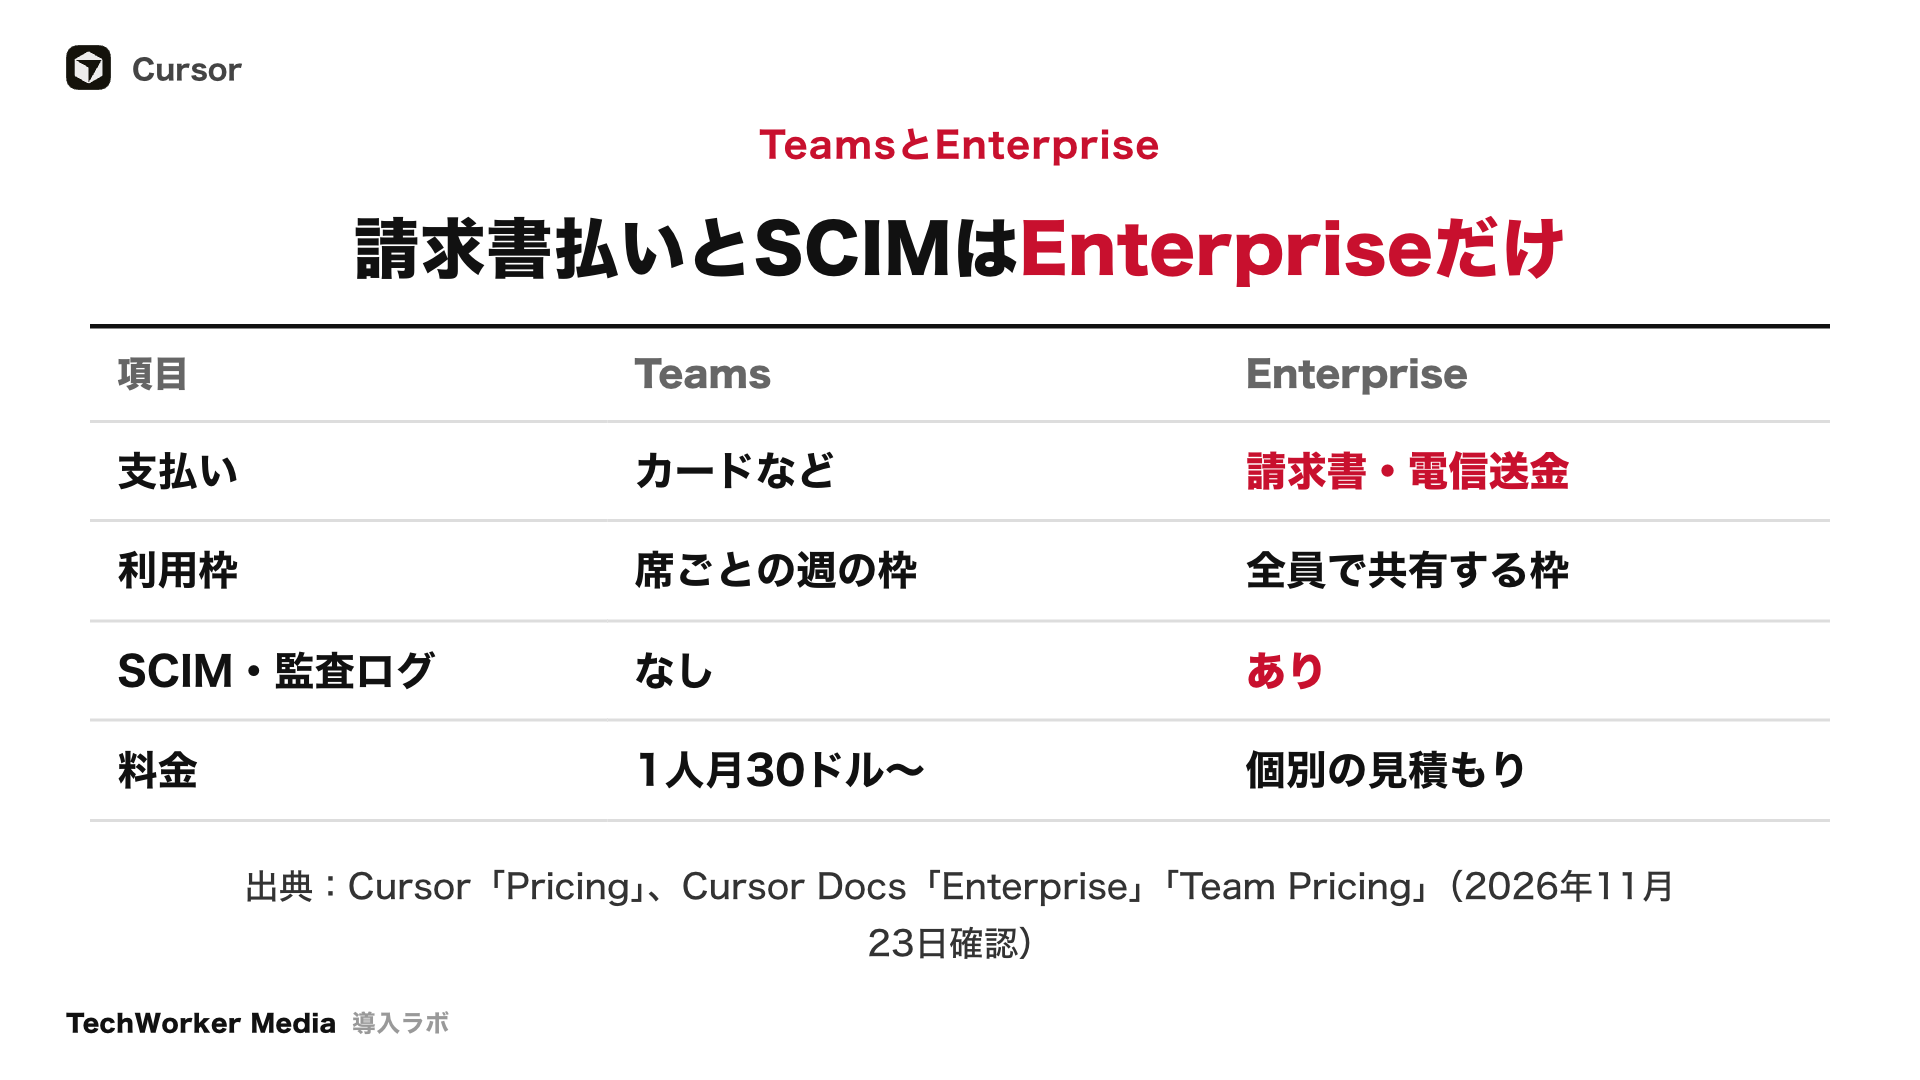 Cursor
TeamsとEnterprise
請求書払いとSCIMはEnterpriseだけ
項目 Teams Enterprise
支払い カードなど 請求書・電信送金
利用枠 席ごとの週の枠 全員で共有する枠
SCIM・監査ログ なし あり
料金 1人月30ドル〜 個別の見積もり
出典：Cursor「Pricing」、Cursor Docs「Enterprise」「Team Pricing」（2026年11月
23日確認）
TechWorker Media 導入ラボ